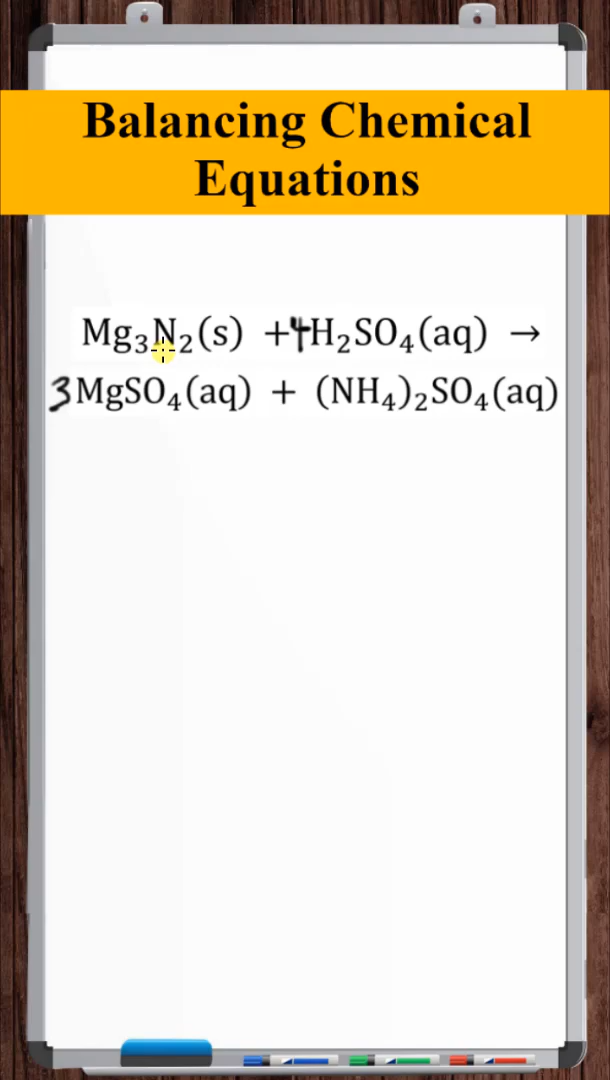 Balancing Chemical
Equations
Mg₃N₂(s) +4H₂SO₄(aq) →
3MgSO₄(aq) + (NH₄)₂SO₄(aq)